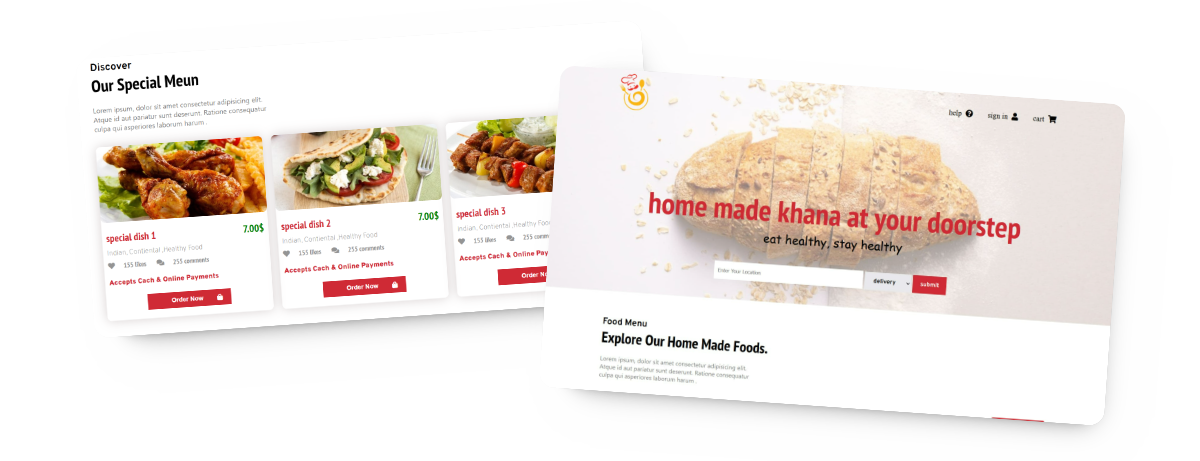 Discover
Our Special Meun
Lorem ipsum, dolor sit amet consectetur adipisicing elit.
Atque id aut pariatur sunt deserunt. Ratione consequatur
culpa qui asperiores laborum harum .
special dish 1
7.00$
Indian, Contiental ,Healthy Food
155 likes
255 comments
Accepts Cach & Online Payments
Order Now
special dish 2
7.00$
Indian, Contiental ,Healthy Food
155 likes
255 comments
Accepts Cach & Online Payments
Order Now
special dish 3
Indian, Contiental ,Healthy Foo
155 likes
255 comments
Accepts Cach & Online Pa
Order N
help
sign in
cart
home made khana at your doorstep
eat healthy, stay healthy
Enter Your Location
delivery
submit
Food Menu
Explore Our Home Made Foods.
Lorem ipsum, dolor sit amet consectetur adipisicing elit.
Atque id aut pariatur sunt deserunt. Ratione consequatur
culpa qui asperiores laborum harum .